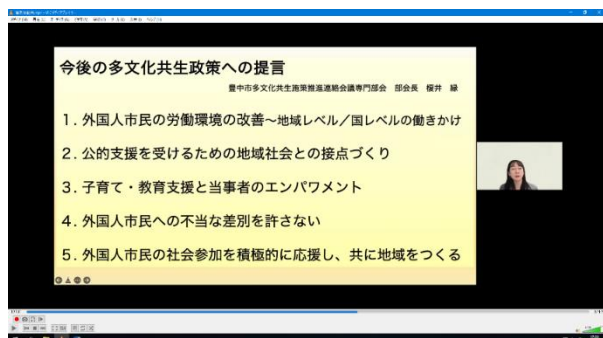 今後の多文化共生政策への提言
豊中市多文化共生施策推進連絡会議専門部会 部会長 榎井 縁
1. 外国人市民の労働環境の改善~地域レベル/国レベルの働きかけ
2. 公的支援を受けるための地域社会との接点づくり
3. 子育て・教育支援と当事者のエンパワメント
4. 外国人市民への不当な差別を許さない
5. 外国人市民の社会参加を積極的に応援し、共に地域をつくる